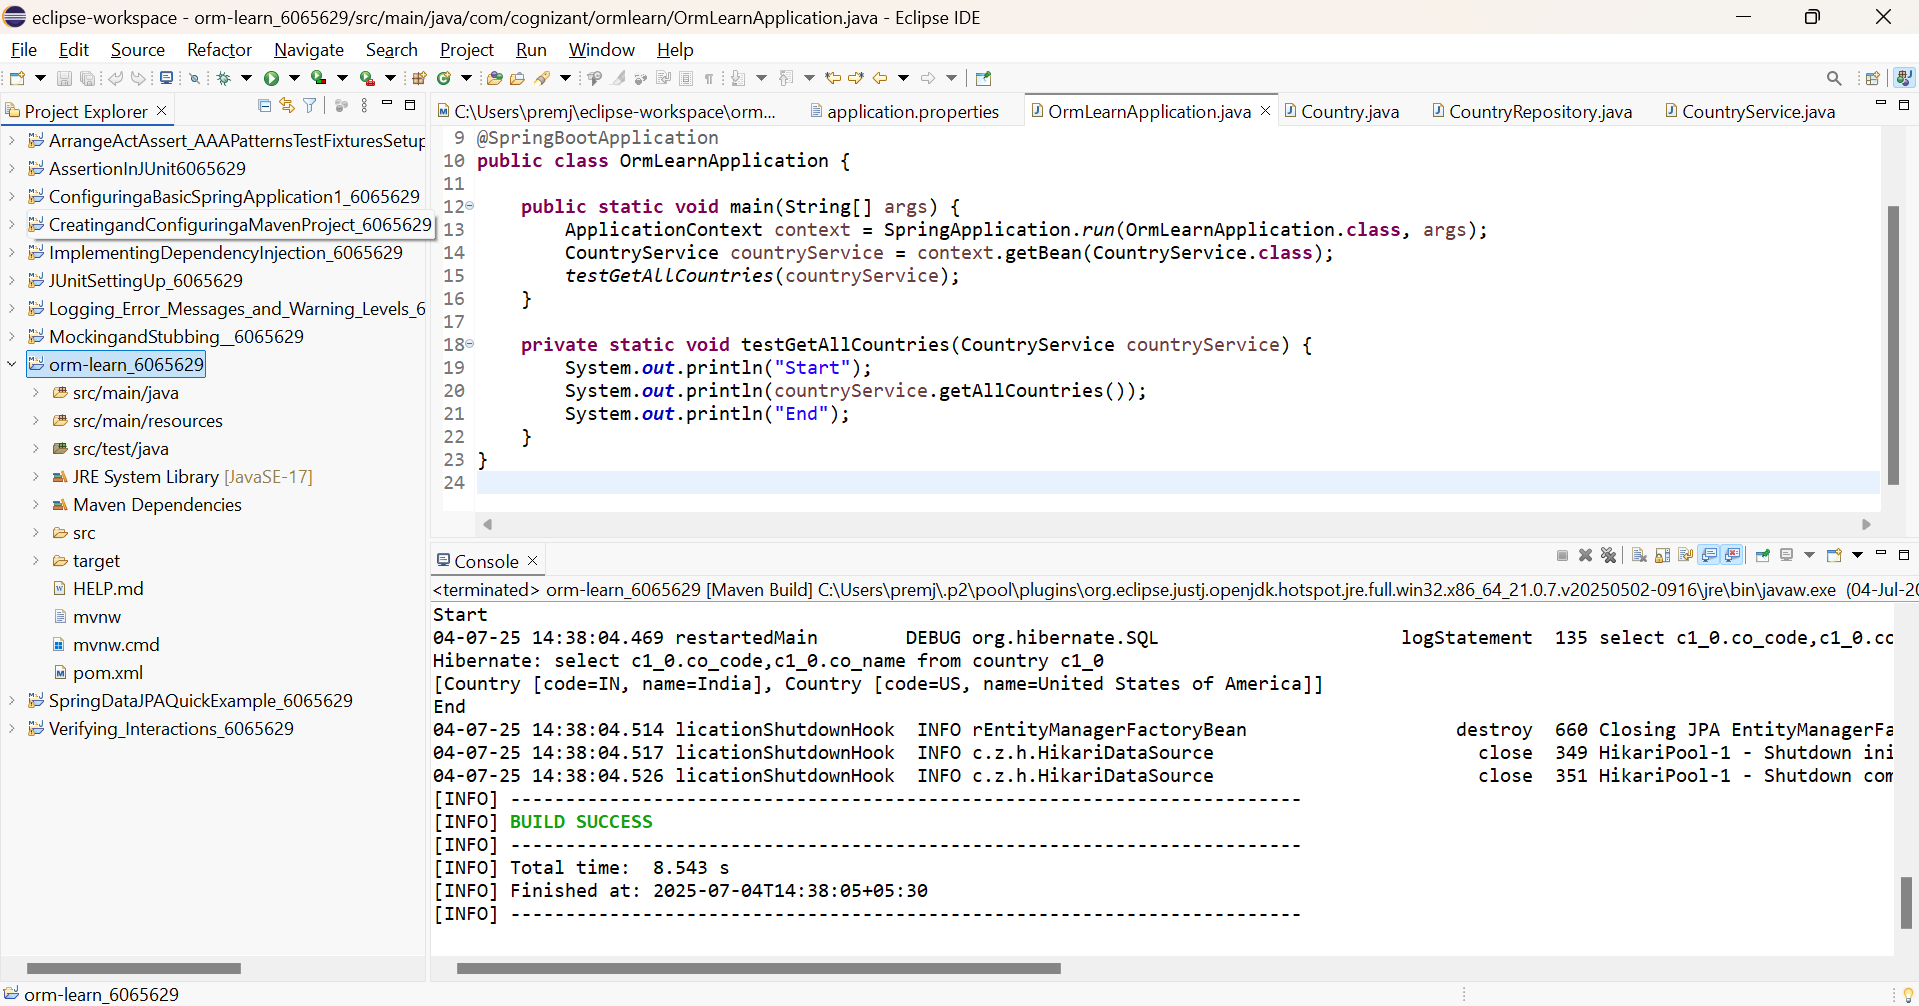 eclipse-workspace - orm-learn_6065629/src/main/java/com/cognizant/ormlearn/OrmLearnApplication.java - Eclipse IDE
File Edit Source Refactor Navigate Search Project Run Window Help
Project Explorer
ArrangeActAssert_AAAPatternsTestFixturesSetup
AssertionInJUnit6065629
ConfiguringaBasicSpringApplication1_6065629
CreatingandConfiguringaMavenProject_6065629
ImplementingDependencyInjection_6065629
JUnitSettingUp_6065629
Logging_Error_Messages_and_Warning_Levels_6
MockingandStubbing__6065629
orm-learn_6065629
src/main/java
src/main/resources
src/test/java
JRE System Library [JavaSE-17]
Maven Dependencies
src
target
HELP.md
mvnw
mvnw.cmd
pom.xml
SpringDataJPAQuickExample_6065629
Verifying_Interactions_6065629
C:\Users\premj\eclipse-workspace\orm... application.properties OrmLearnApplication.java Country.java CountryRepository.java CountryService.java
9 @SpringBootApplication
10 public class OrmLearnApplication {
11
12 public static void main(String[] args) {
13 ApplicationContext context = SpringApplication.run(OrmLearnApplication.class, args);
14 CountryService countryService = context.getBean(CountryService.class);
15 testGetAllCountries(countryService);
16 }
17
18 private static void testGetAllCountries(CountryService countryService) {
19 System.out.println("Start");
20 System.out.println(countryService.getAllCountries());
21 System.out.println("End");
22 }
23 }
24
Console
<terminated> orm-learn_6065629 [Maven Build] C:\Users\premj\.p2\pool\plugins\org.eclipse.justj.openjdk.hotspot.jre.full.win32.x86_64_21.0.7.v20250502-0916\jre\bin\javaw.exe (04-Jul-20
Start
04-07-25 14:38:04.469 restartedMain DEBUG org.hibernate.SQL logStatement 135 select c1_0.co_code,c1_0.co
Hibernate: select c1_0.co_code,c1_0.co_name from country c1_0
[Country [code=IN, name=India], Country [code=US, name=United States of America]]
End
04-07-25 14:38:04.514 licationShutdownHook INFO rEntityManagerFactoryBean destroy 660 Closing JPA EntityManagerFa
04-07-25 14:38:04.517 licationShutdownHook INFO c.z.h.HikariDataSource close 349 HikariPool-1 - Shutdown ini
04-07-25 14:38:04.526 licationShutdownHook INFO c.z.h.HikariDataSource close 351 HikariPool-1 - Shutdown com
[INFO] ------------------------------------------------------------------------
[INFO] BUILD SUCCESS
[INFO] ------------------------------------------------------------------------
[INFO] Total time:  8.543 s
[INFO] Finished at: 2025-07-04T14:38:05+05:30
[INFO] ------------------------------------------------------------------------
orm-learn_6065629